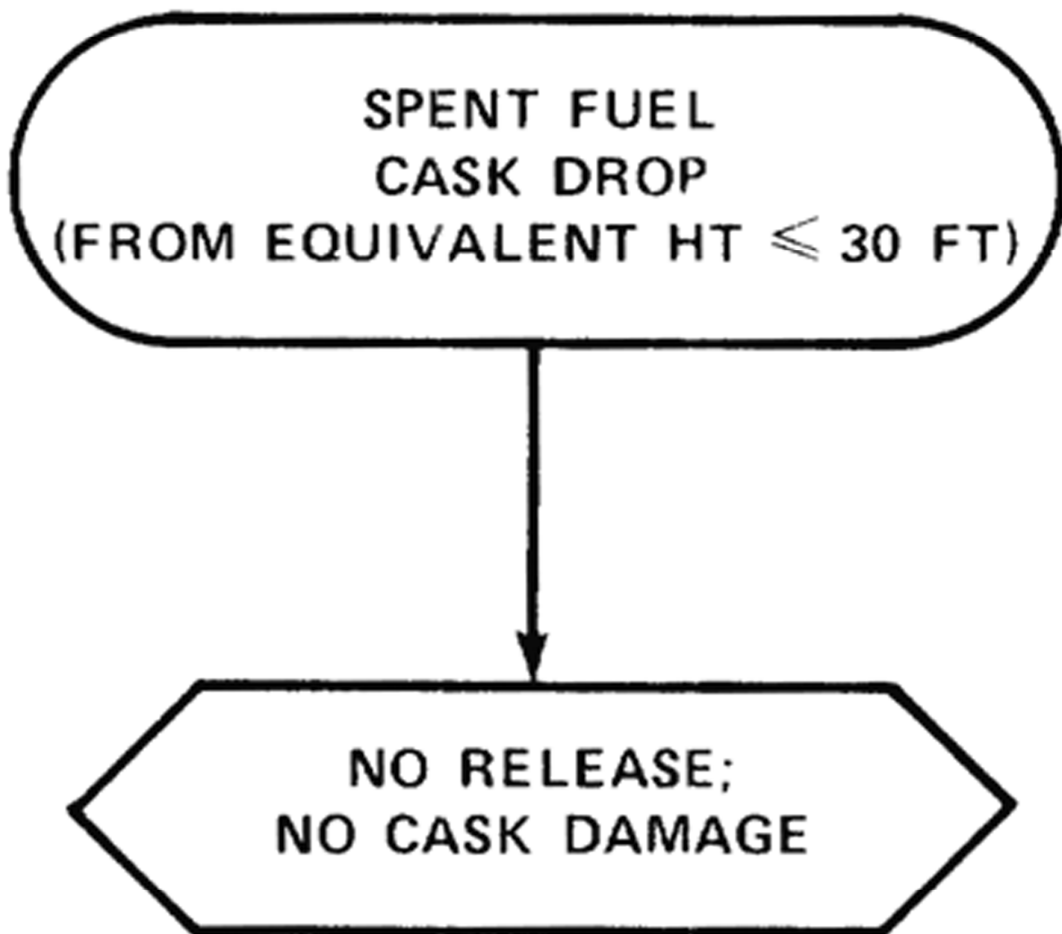 SPENT FUEL
CASK DROP
(FROM EQUIVALENT HT ⩽ 30 FT)
NO RELEASE;
NO CASK DAMAGE